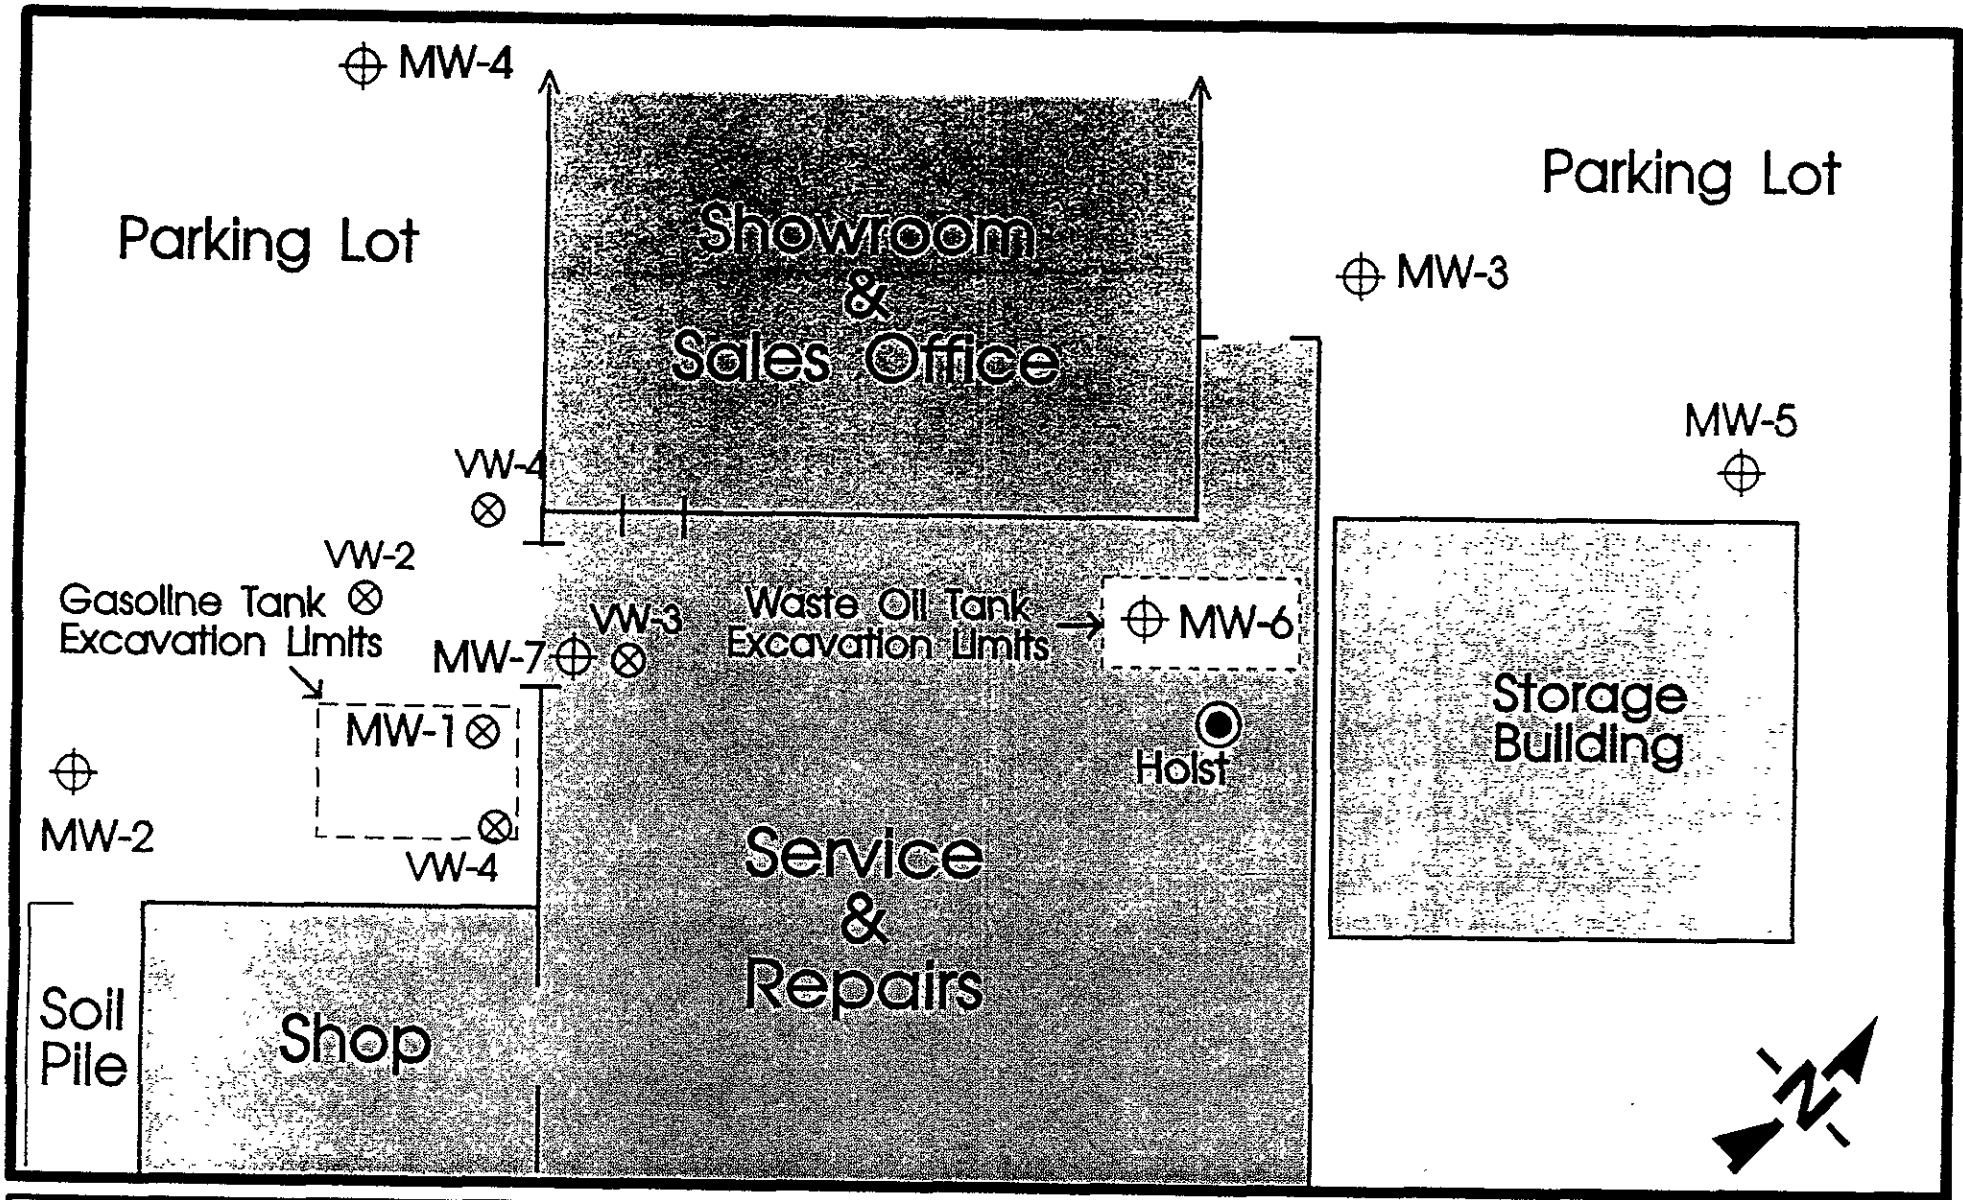 MW-4
Parking Lot
Parking Lot
Showroom
&
Sales Office
MW-3
MW-5
VW-4
VW-2
Gasoline Tank
Excavation Limits
VW-3
MW-7
Waste Oil Tank
Excavation Limits
MW-6
MW-1
Hoist
Storage
Building
MW-2
VW-4
Service
&
Repairs
Soil
Pile
Shop
N